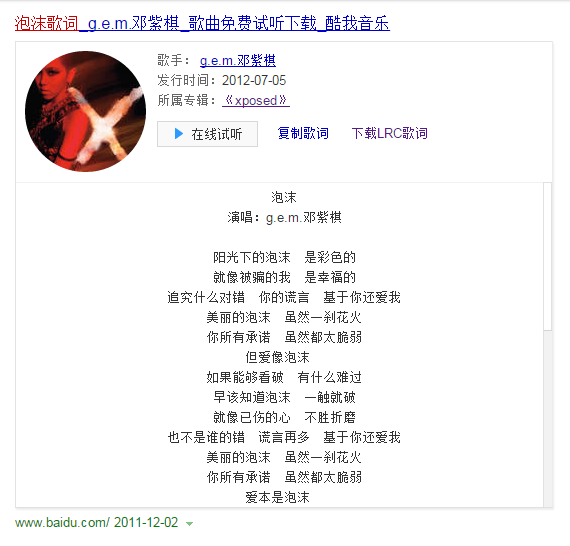 泡沫歌词_g.e.m.邓紫棋_歌曲免费试听下载_酷我音乐
歌手： g.e.m.邓紫棋
发行时间：2012-07-05
所属专辑：《xposed》
在线试听 复制歌词 下载LRC歌词
泡沫
演唱：g.e.m.邓紫棋
阳光下的泡沫 是彩色的
就像被骗的我 是幸福的
追究什么对错 你的谎言 基于你还爱我
美丽的泡沫 虽然一刹花火
你所有承诺 虽然都太脆弱
但爱像泡沫
如果能够看破 有什么难过
早该知道泡沫 一触就破
就像已伤的心 不胜折磨
也不是谁的错 谎言再多 基于你还爱我
美丽的泡沫 虽然一刹花火
你所有承诺 虽然都太脆弱
爱本是泡沫
www.baidu.com/ 2011-12-02